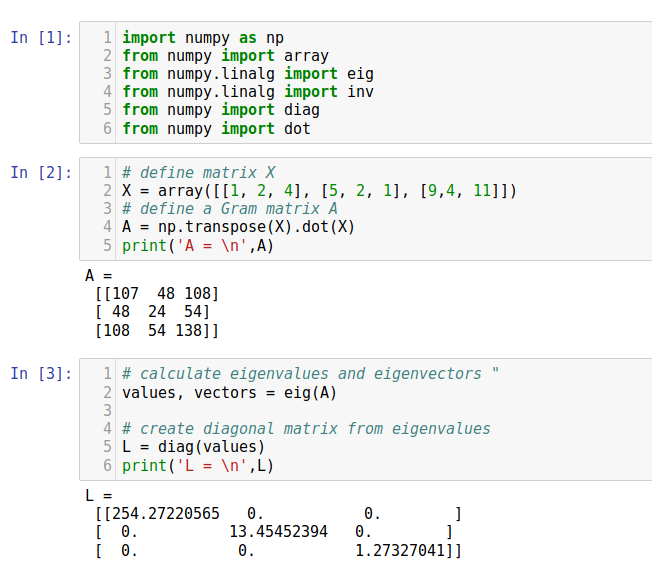 In [1]:
1 import numpy as np
2 from numpy import array
3 from numpy.linalg import eig
4 from numpy.linalg import inv
5 from numpy import diag
6 from numpy import dot
In [2]:
1 # define matrix X
2 X = array([[1, 2, 4], [5, 2, 1], [9,4, 11]])
3 # define a Gram matrix A
4 A = np.transpose(X).dot(X)
5 print('A = \n',A)
A =
[[107 48 108]
[ 48 24 54]
[108 54 138]]
In [3]:
1 # calculate eigenvalues and eigenvectors "
2 values, vectors = eig(A)
3
4 # create diagonal matrix from eigenvalues
5 L = diag(values)
6 print('L = \n',L)
L =
[[254.27220565 0. 0. ]
[ 0. 13.45452394 0. ]
[ 0. 0. 1.27327041]]